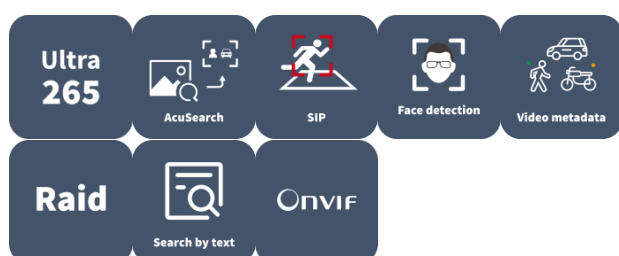 Ultra
265
AcuSearch
SIP
Face detection
Video metadata
Raid
Search by text
ONVIF